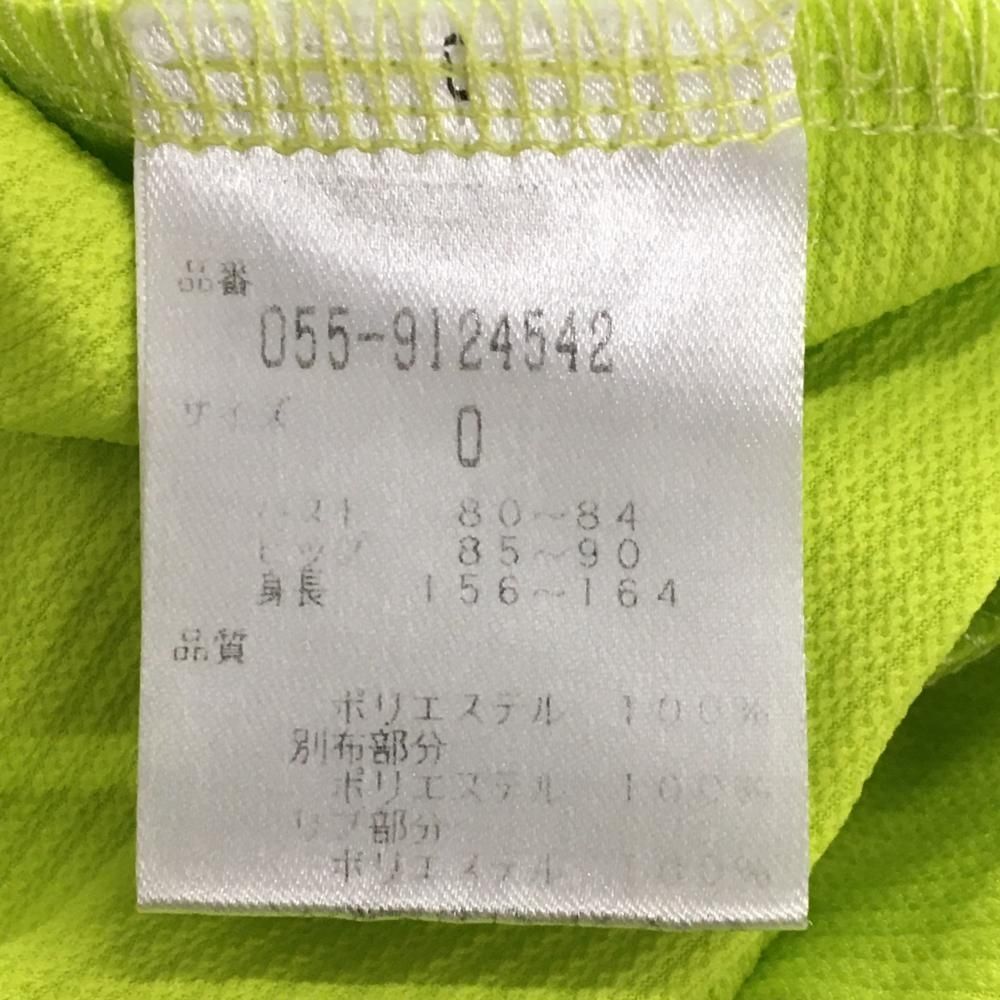 品番
055-9124542
サイズ
0
バスト 80～84
ヒップ 85～90
身長 156～164
品質
ポリエステル 100%
別布部分
ポリエステル 100%
リブ部分
ポリエステル 100%